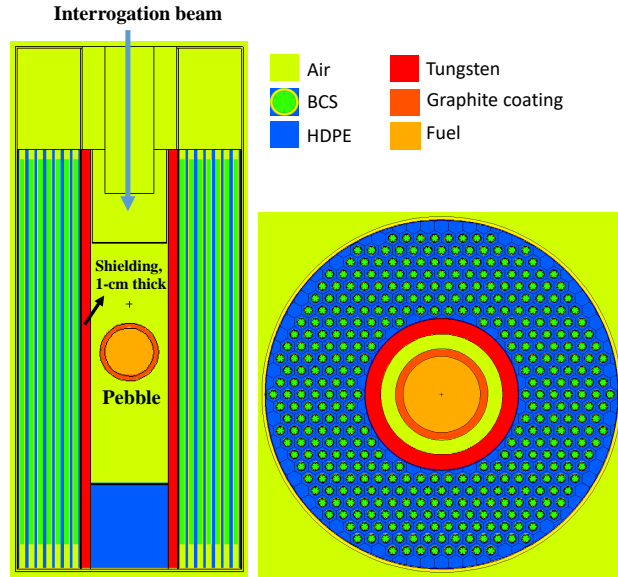 Interrogation beam
Air
Tungsten
BCS
Graphite coating
HDPE
Fuel
Shielding,
1-cm thick
Pebble